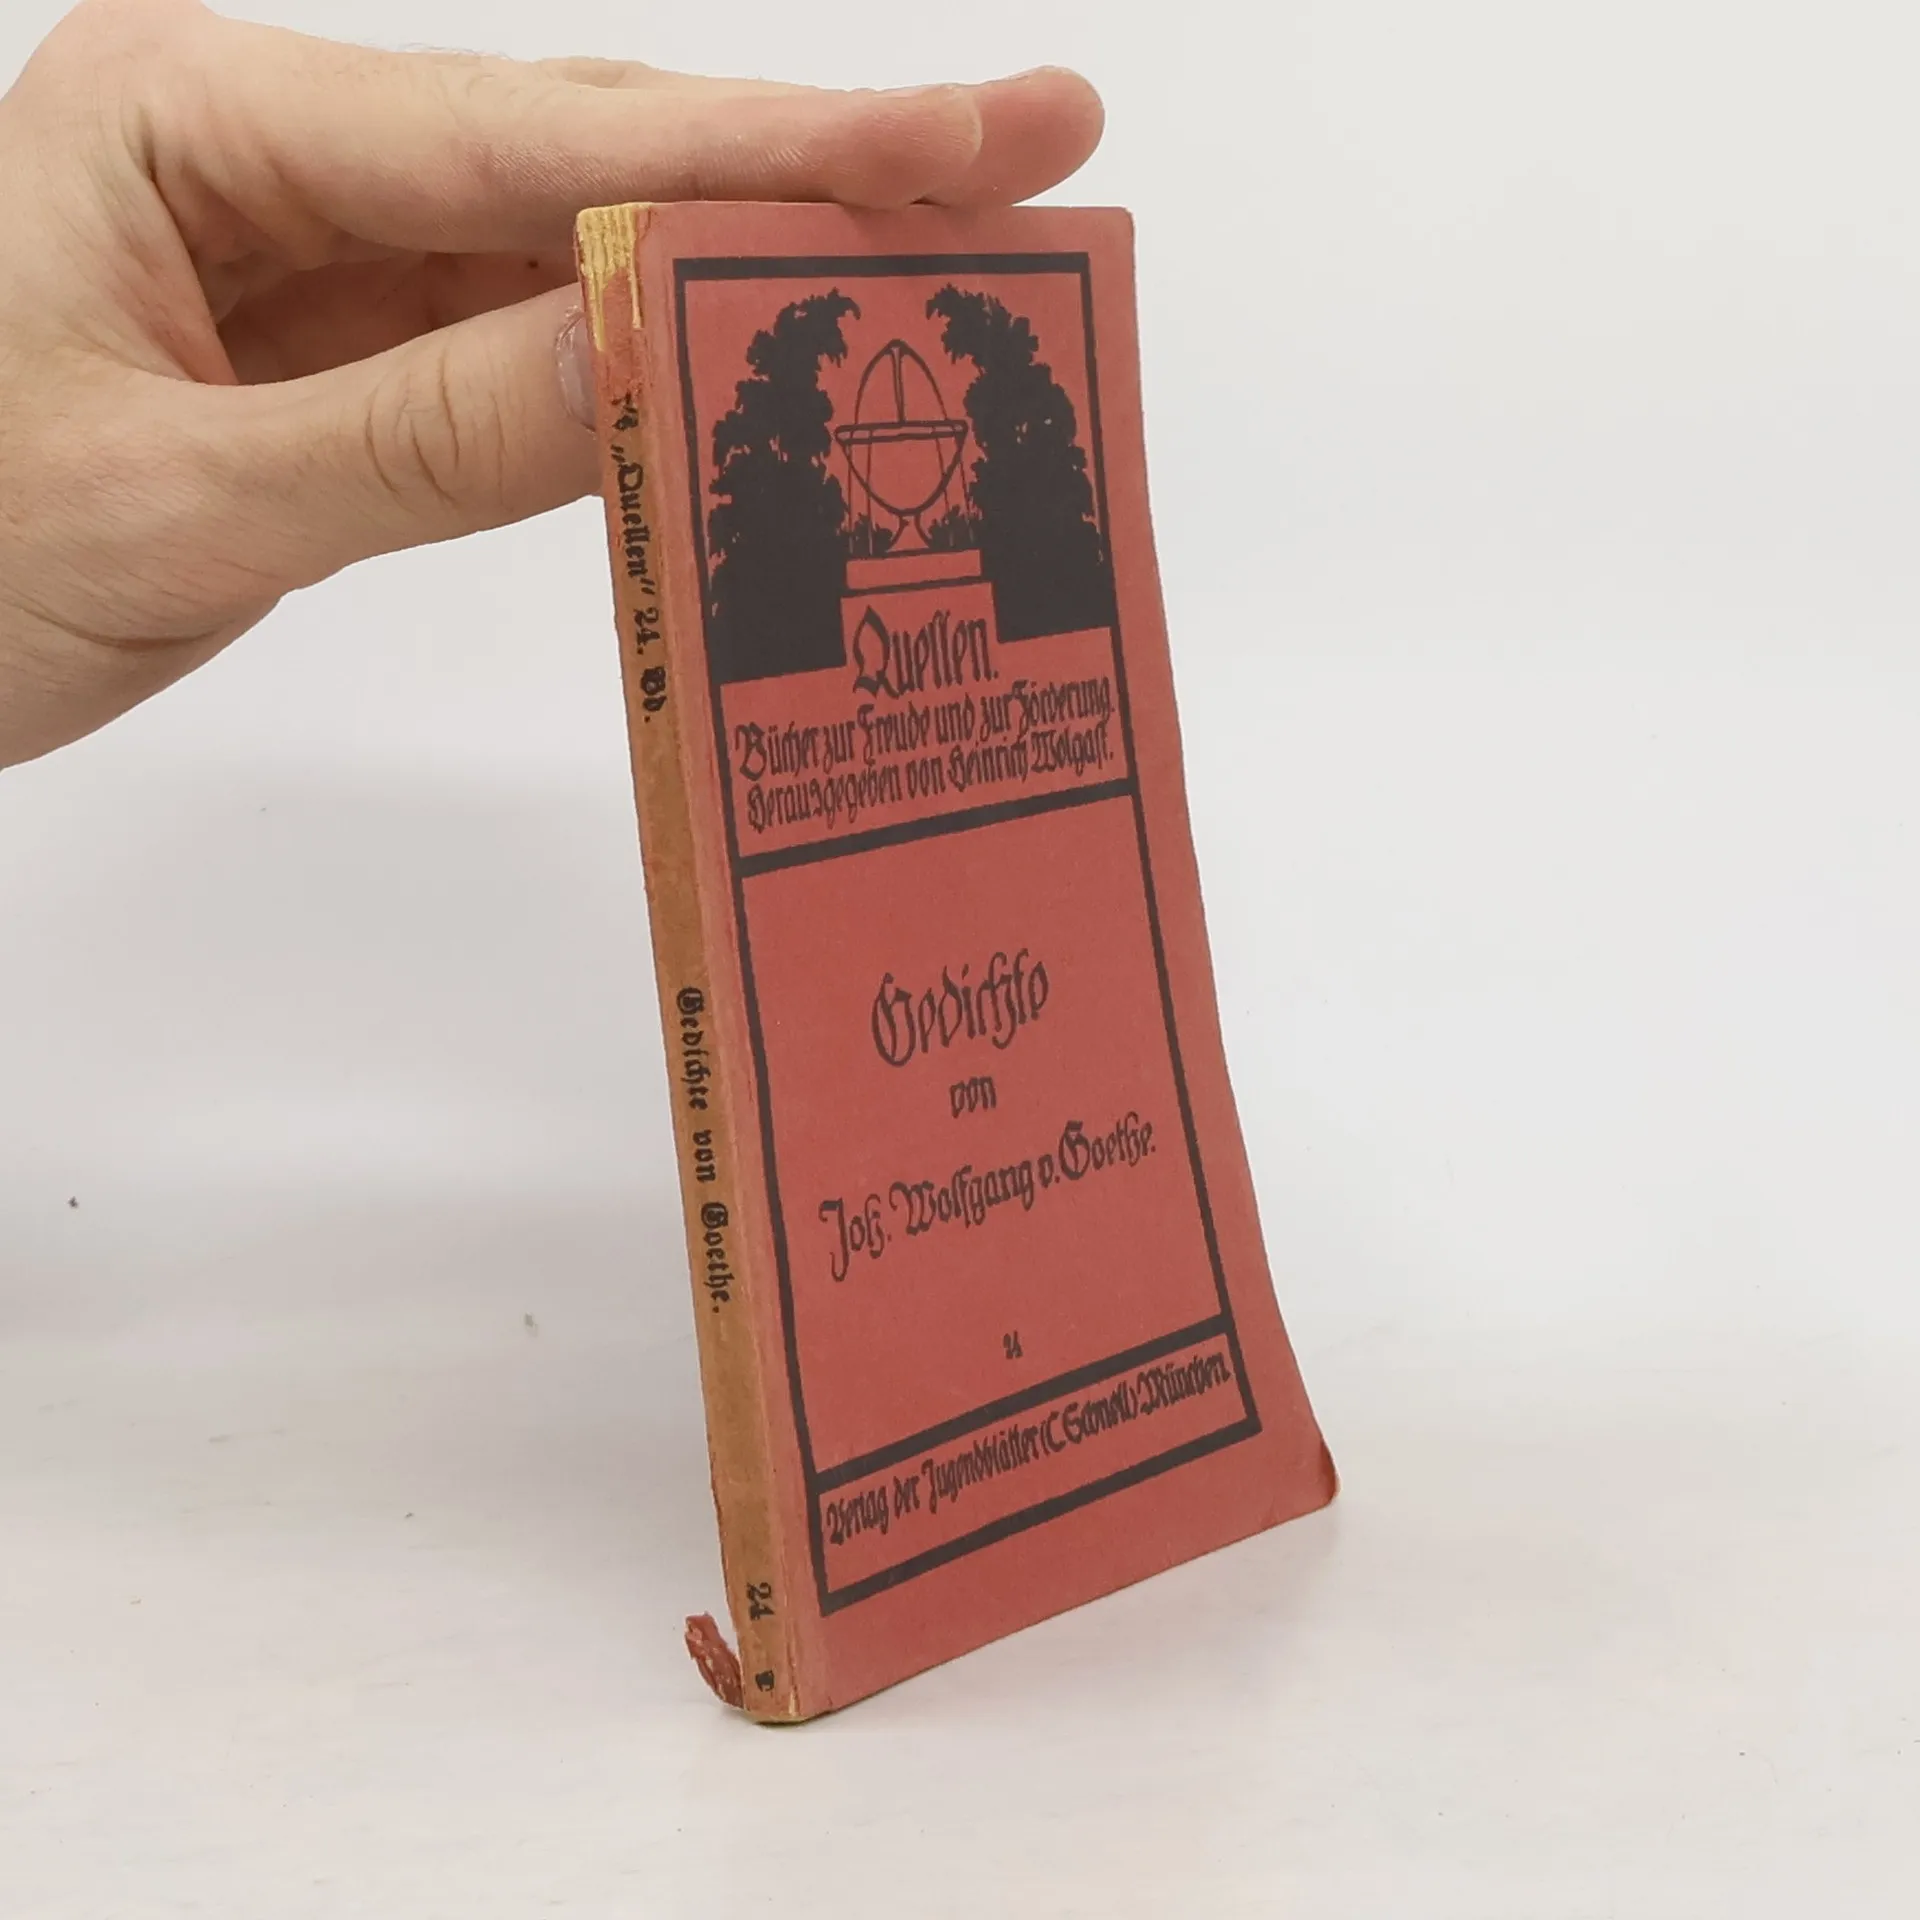 „Quellen“ 24. Bd.
Gedichte von Goethe.
24
Quellen.
Bücher zur Freude und zur Förderung.
Herausgegeben von Heinrich Wolgast.
Gedichte
von
Joh. Wolfgang v. Goethe.
24
Verlag der Jugendblätter (C. Schnell) München.